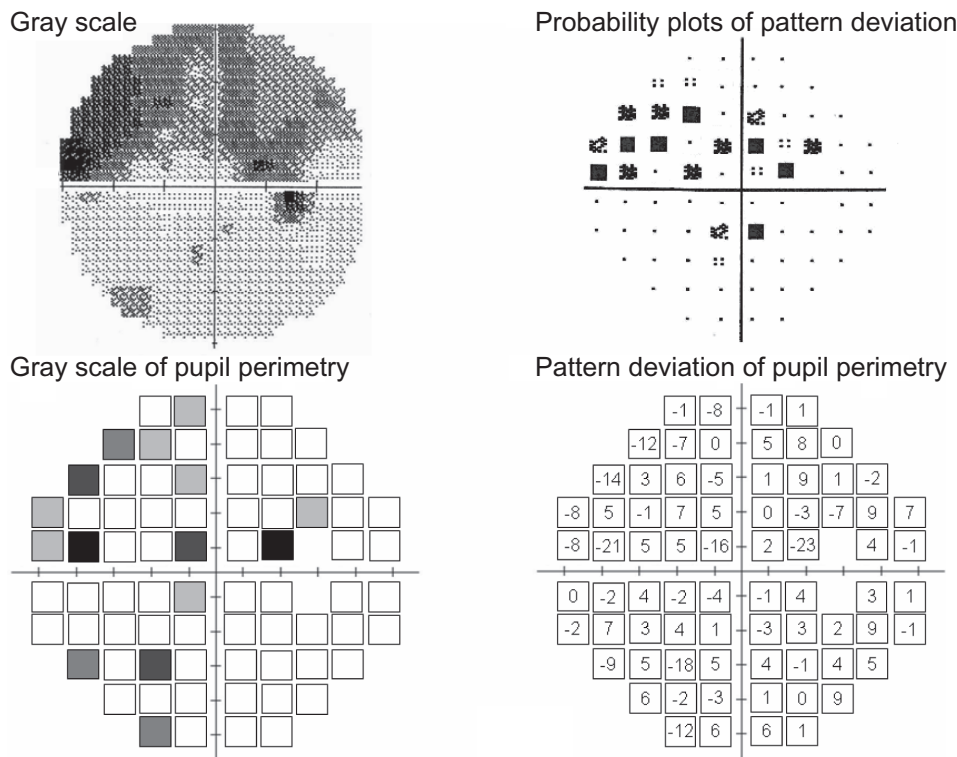 Gray scale
Probability plots of pattern deviation
Gray scale of pupil perimetry
Pattern deviation of pupil perimetry
-1 -8 -1 1
-12 -7 0 5 8 0
-14 3 6 -5 1 9 1 -2
-8 5 -1 7 5 0 -3 -7 9 7
-8 -21 5 5 -16 2 -23 4 -1
0 -2 4 -2 -4 -1 4 3 1
-2 7 3 4 1 -3 3 2 9 -1
-9 5 -18 5 4 -1 4 5
6 -2 -3 1 0 9
-12 6 6 1